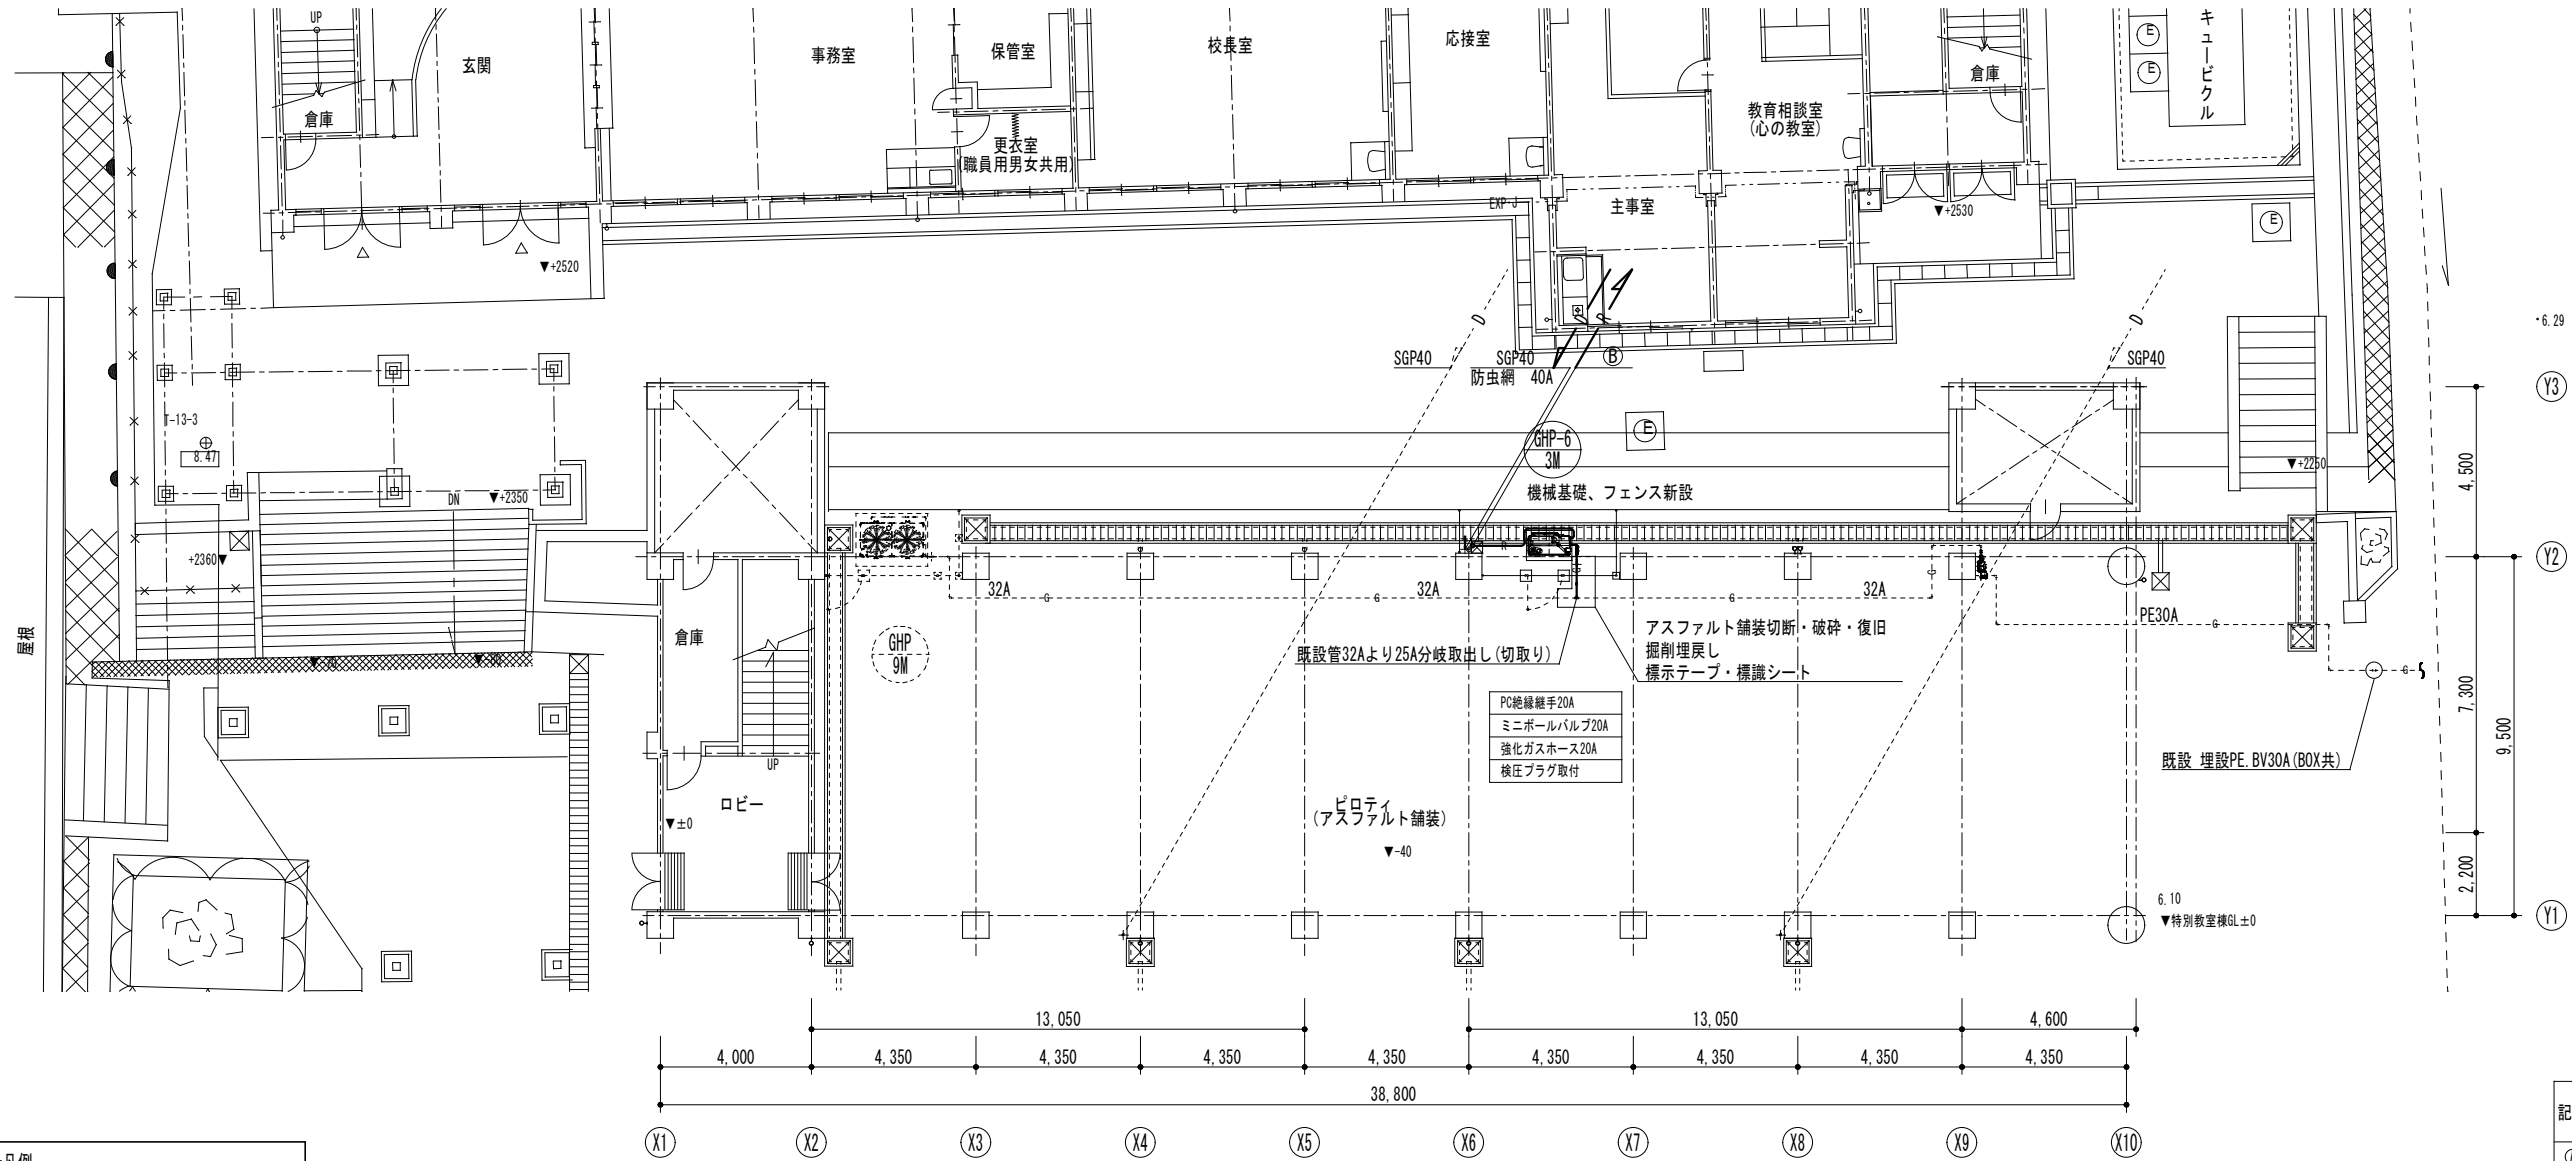 UP
玄関
事務室
保管室
校長室
応接室
倉庫
キュービクル
E
E
倉庫
更衣室
(職員用男女共用)
教育相談室
(心の教室)
EXP.J
主事室
▼+2530
E
▼+2520
D
D
R
D
6.29
SGP40
SGP40
防虫網 40A
B
SGP40
Y3
T-13-3
8.47
GHP-6
3M
E
4,500
▼+2250
DN
▼+2350
機械基礎、フェンス新設
+2360▼
R
Y2
32A
G
G
32A
G
G
32A
G
PE30A
G
屋根
倉庫
GHP
9M
アスファルト舗装切断・破砕・復旧
掘削埋戻し
標示テープ・標識シート
既設管32Aより25A分岐取出し(切取り)
G
7,300
9,500
PC絶縁継手20A
ミニボールバルブ20A
強化ガスホース20A
検圧プラグ取付
UP
既設 埋設PE.BV30A(BOX共)
ロビー
▼±0
ピロティ
(アスファルト舗装)
▼-40
2,200
6.10
▼特別教室棟GL±0
Y1
13,050
13,050
4,600
4,000
4,350
4,350
4,350
4,350
4,350
4,350
4,350
4,350
38,800
X1
X2
X3
X4
X5
X6
X7
X8
X9
X10
記
凡例